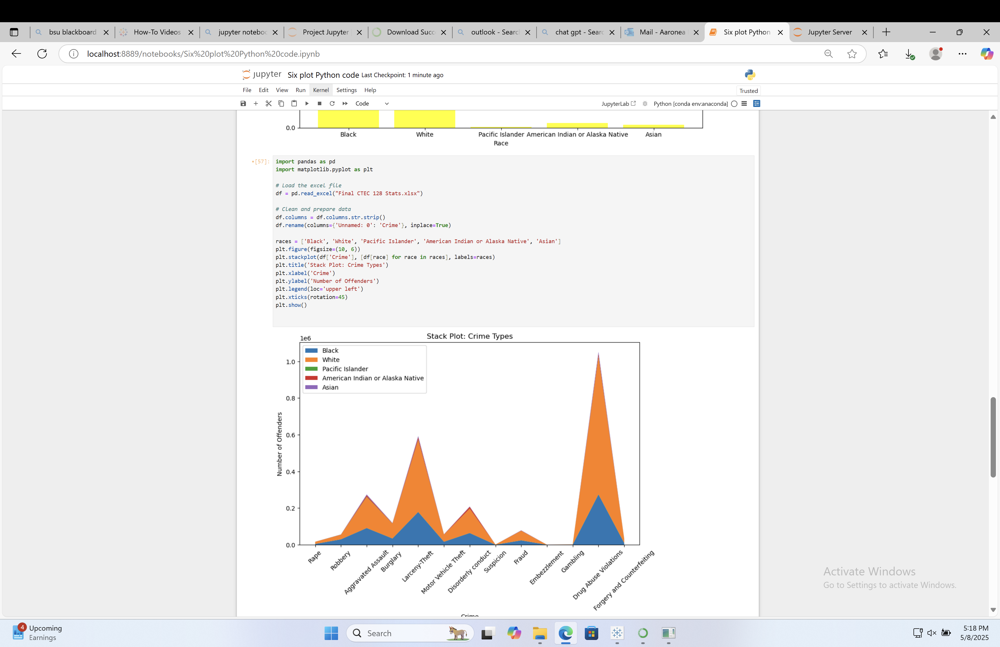 bsu blackboard
How-To Videos
jupyter noteboo
Project Jupyter
Download Succ
outlook - Searc
chat gpt - Searc
Mail - Aaronea
Six plot Python
Jupyter Server
localhost:8889/notebooks/Six%20plot%20Python%20code.ipynb
jupyter Six plot Python code Last Checkpoint: 1 minute ago
File Edit View Run Kernel Settings Help
Trusted
Code
JupyterLab
Python [conda env:anaconda]
0.0
Black White Pacific Islander American Indian or Alaska Native Asian
Race
•[57]:
import pandas as pd
import matplotlib.pyplot as plt
# Load the excel file
df = pd.read_excel("Final CTEC 128 Stats.xlsx")
# Clean and prepare data
df.columns = df.columns.str.strip()
df.rename(columns={'Unnamed: 0': 'Crime'}, inplace=True)
races = ['Black', 'White', 'Pacific Islander', 'American Indian or Alaska Native', 'Asian']
plt.figure(figsize=(10, 6))
plt.stackplot(df['Crime'], [df[race] for race in races], labels=races)
plt.title('Stack Plot: Crime Types')
plt.xlabel('Crime')
plt.ylabel('Number of Offenders')
plt.legend(loc='upper left')
plt.xticks(rotation=45)
plt.show()
Stack Plot: Crime Types
1e6
Black
White
Pacific Islander
American Indian or Alaska Native
Asian
1.0
0.8
0.6
0.4
0.2
0.0
Number of Offenders
Rape
Robbery
Aggravated Assault
Burglary
Larceny-Theft
Motor Vehicle Theft
Disorderly conduct
Suspicion
Fraud
Embezzlement
Gambling
Drug Abuse Violations
Forgery and Counterfeiting
Crime
Activate Windows
Go to Settings to activate Windows.
4
Upcoming
Earnings
Search
5:18 PM
5/8/2025